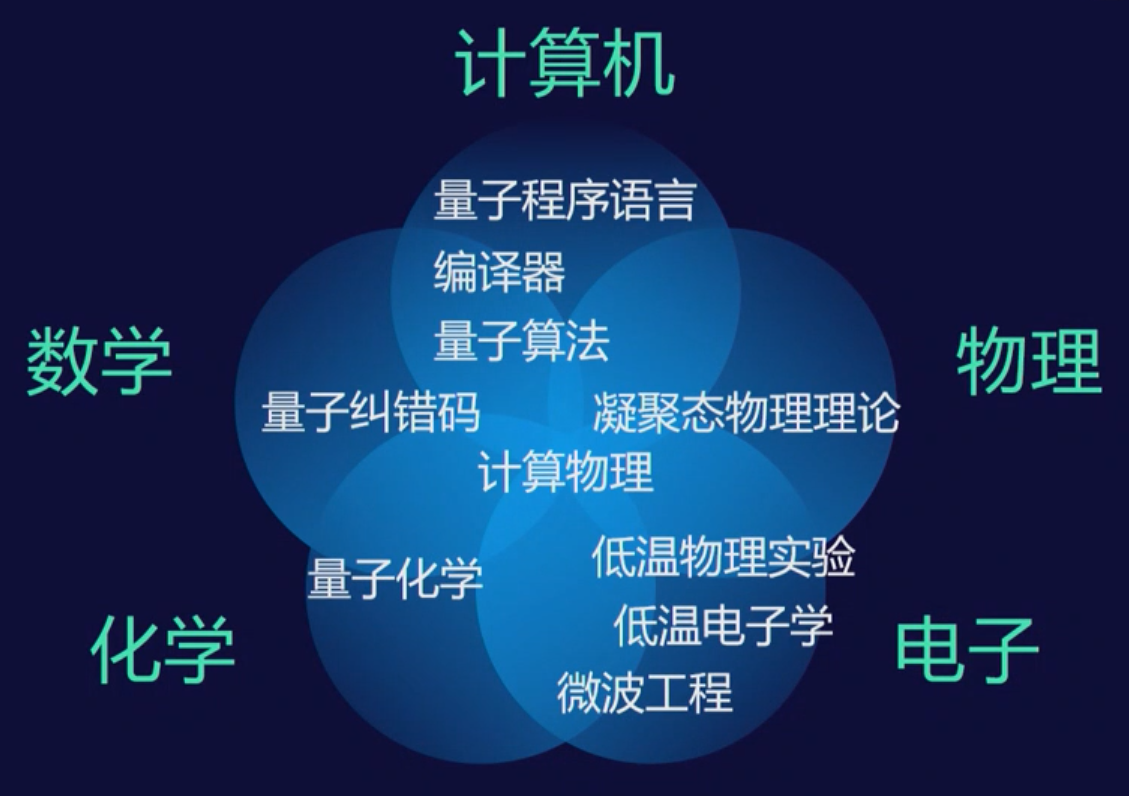 计算机
量子程序语言
编译器
量子算法
数学
物理
量子纠错码
凝聚态物理理论
计算物理
低温物理实验
量子化学
低温电子学
化学
电子
微波工程